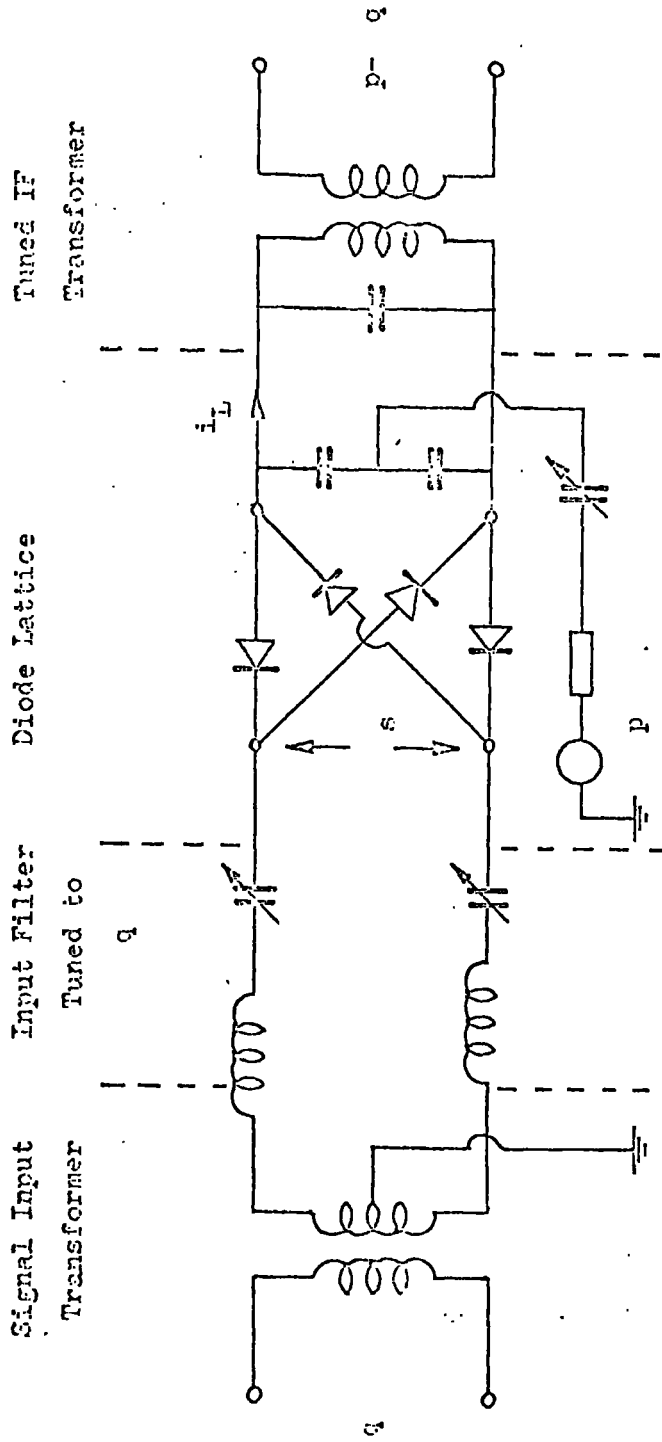 Signal Input
Transformer
Input Filter
Tuned to
q
Diode Lattice
Tuned IF
Transformer
i_L
q
s
p
p- q